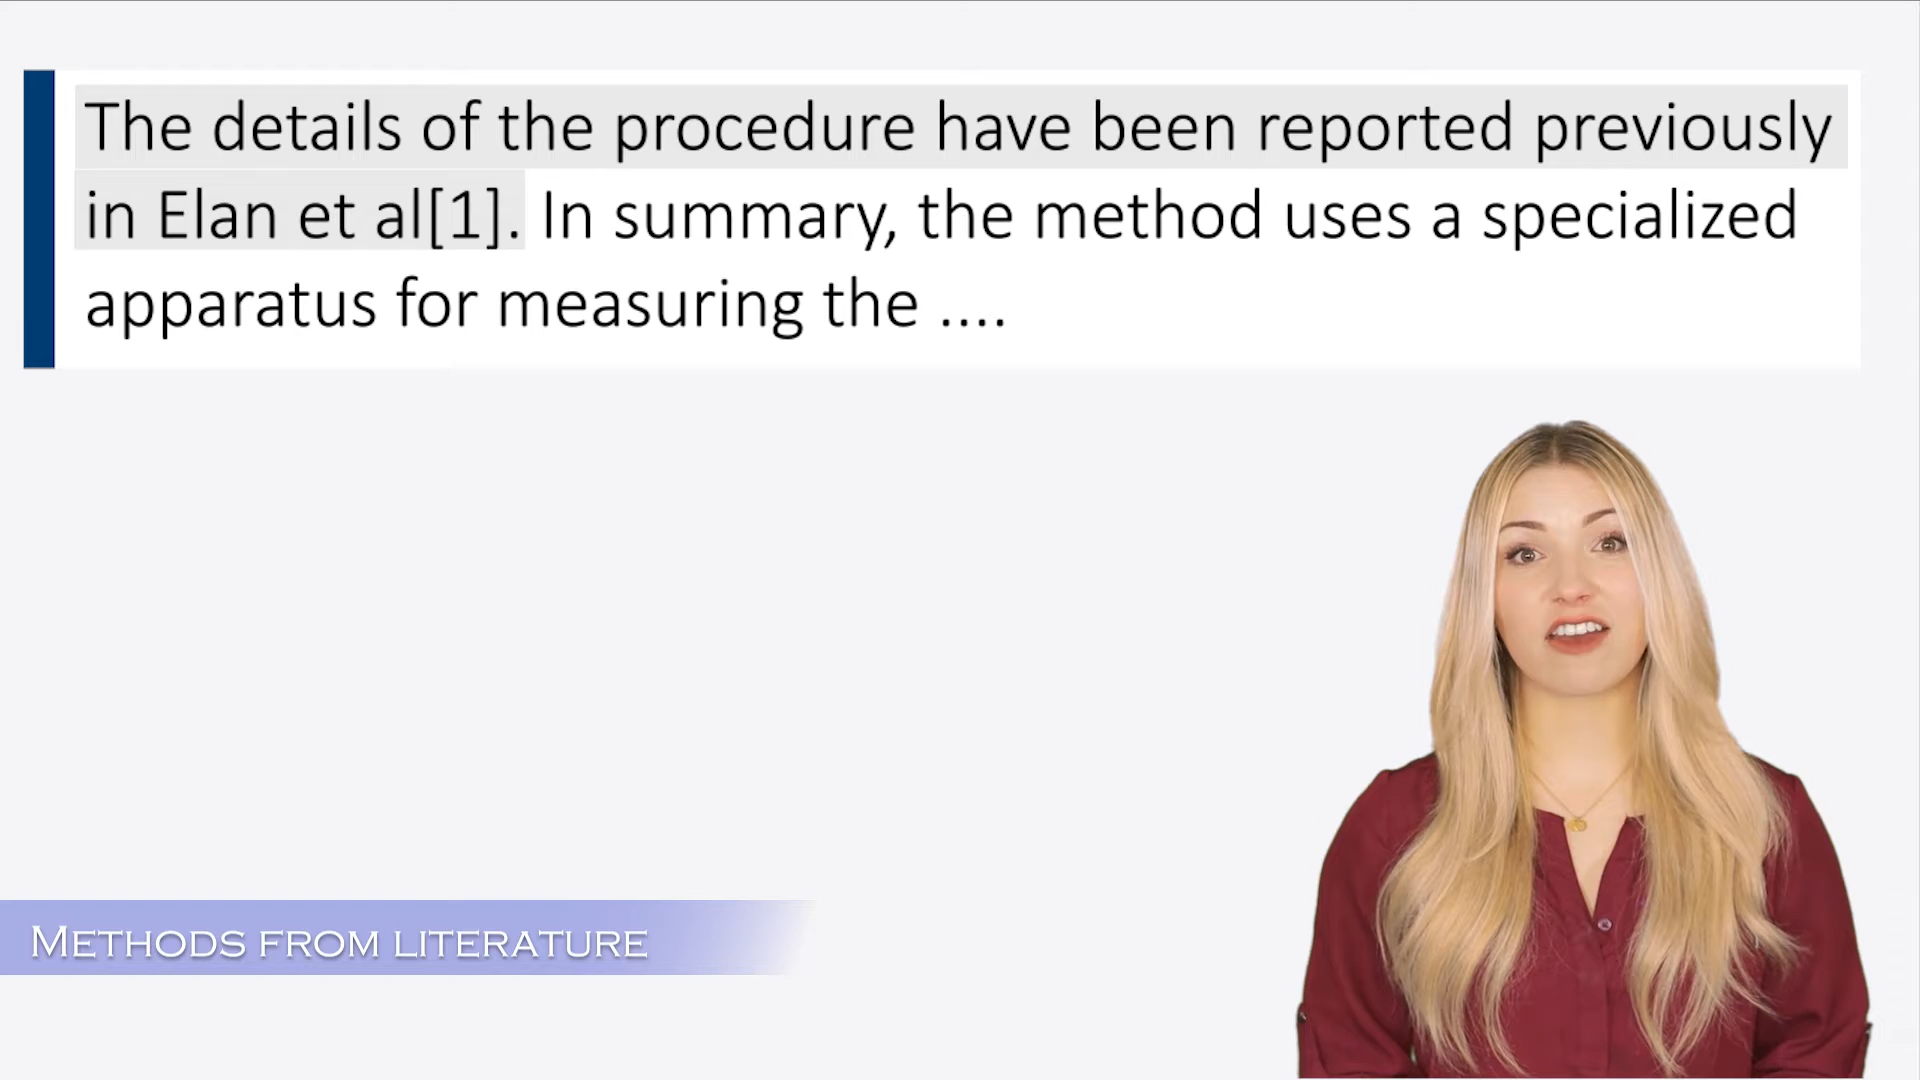 The details of the procedure have been reported previously
in Elan et al[1]. In summary, the method uses a specialized
apparatus for measuring the ....
METHODS FROM LITERATURE